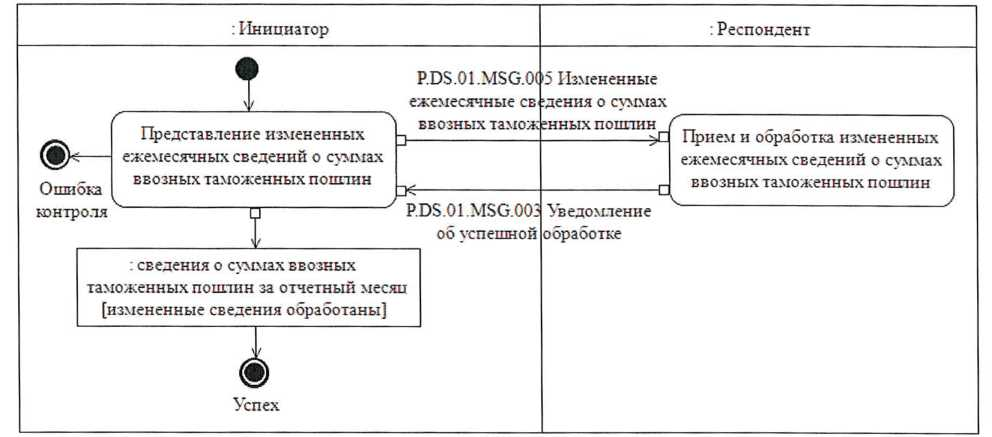 : Инициатор
: Респондент
P.DS.01.MSG.005 Измененные
ежемесячные сведения о суммах
ввозных таможенных пошлин
Представление измененных
ежемесячных сведений о суммах
ввозных таможенных пошлин
Прием и обработка измененных
ежемесячных сведений о суммах
ввозных таможенных пошлин
Ошибка
контроля
P.DS.01.MSG.003 Уведомление
об успешной обработке
: сведения о суммах ввозных
таможенных пошлин за отчетный месяц
[измененные сведения обработаны]
Успех